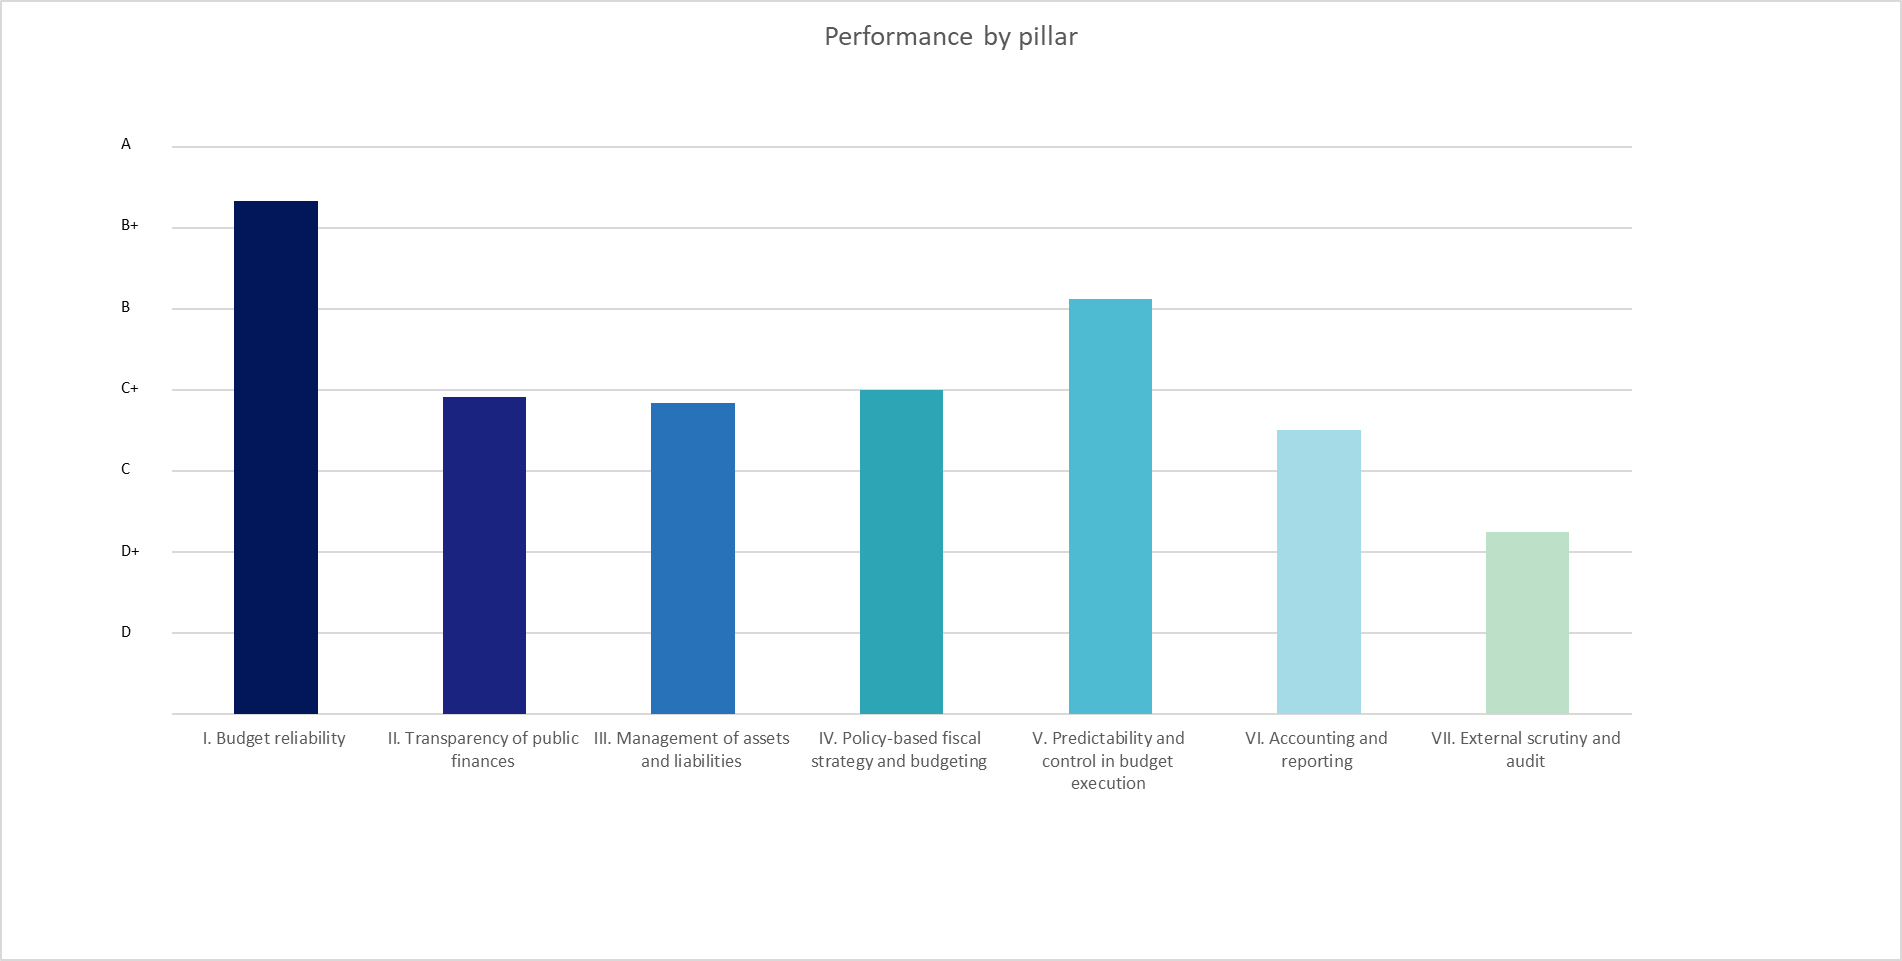 Performance by pillar
A
B+
B
C+
C
D+
D
I. Budget reliability
II. Transparency of public
finances
III. Management of assets
and liabilities
IV. Policy-based fiscal
strategy and budgeting
V. Predictability and
control in budget
execution
VI. Accounting and
reporting
VII. External scrutiny and
audit